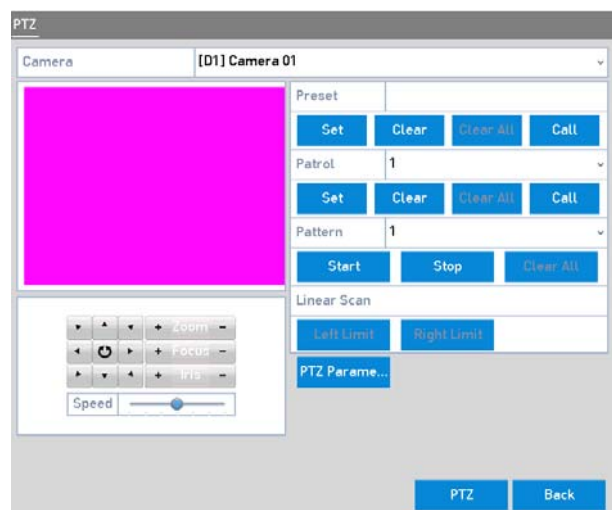 PTZ
Camera [D1] Camera 01
Preset
Set Clear Clear All Call
Patrol 1
Set Clear Clear All Call
Pattern 1
Start Stop Clear All
Linear Scan
Left Limit Right Limit
PTZ Parame...
+ Zoom -
+ Focus -
+ Iris -
Speed
PTZ Back